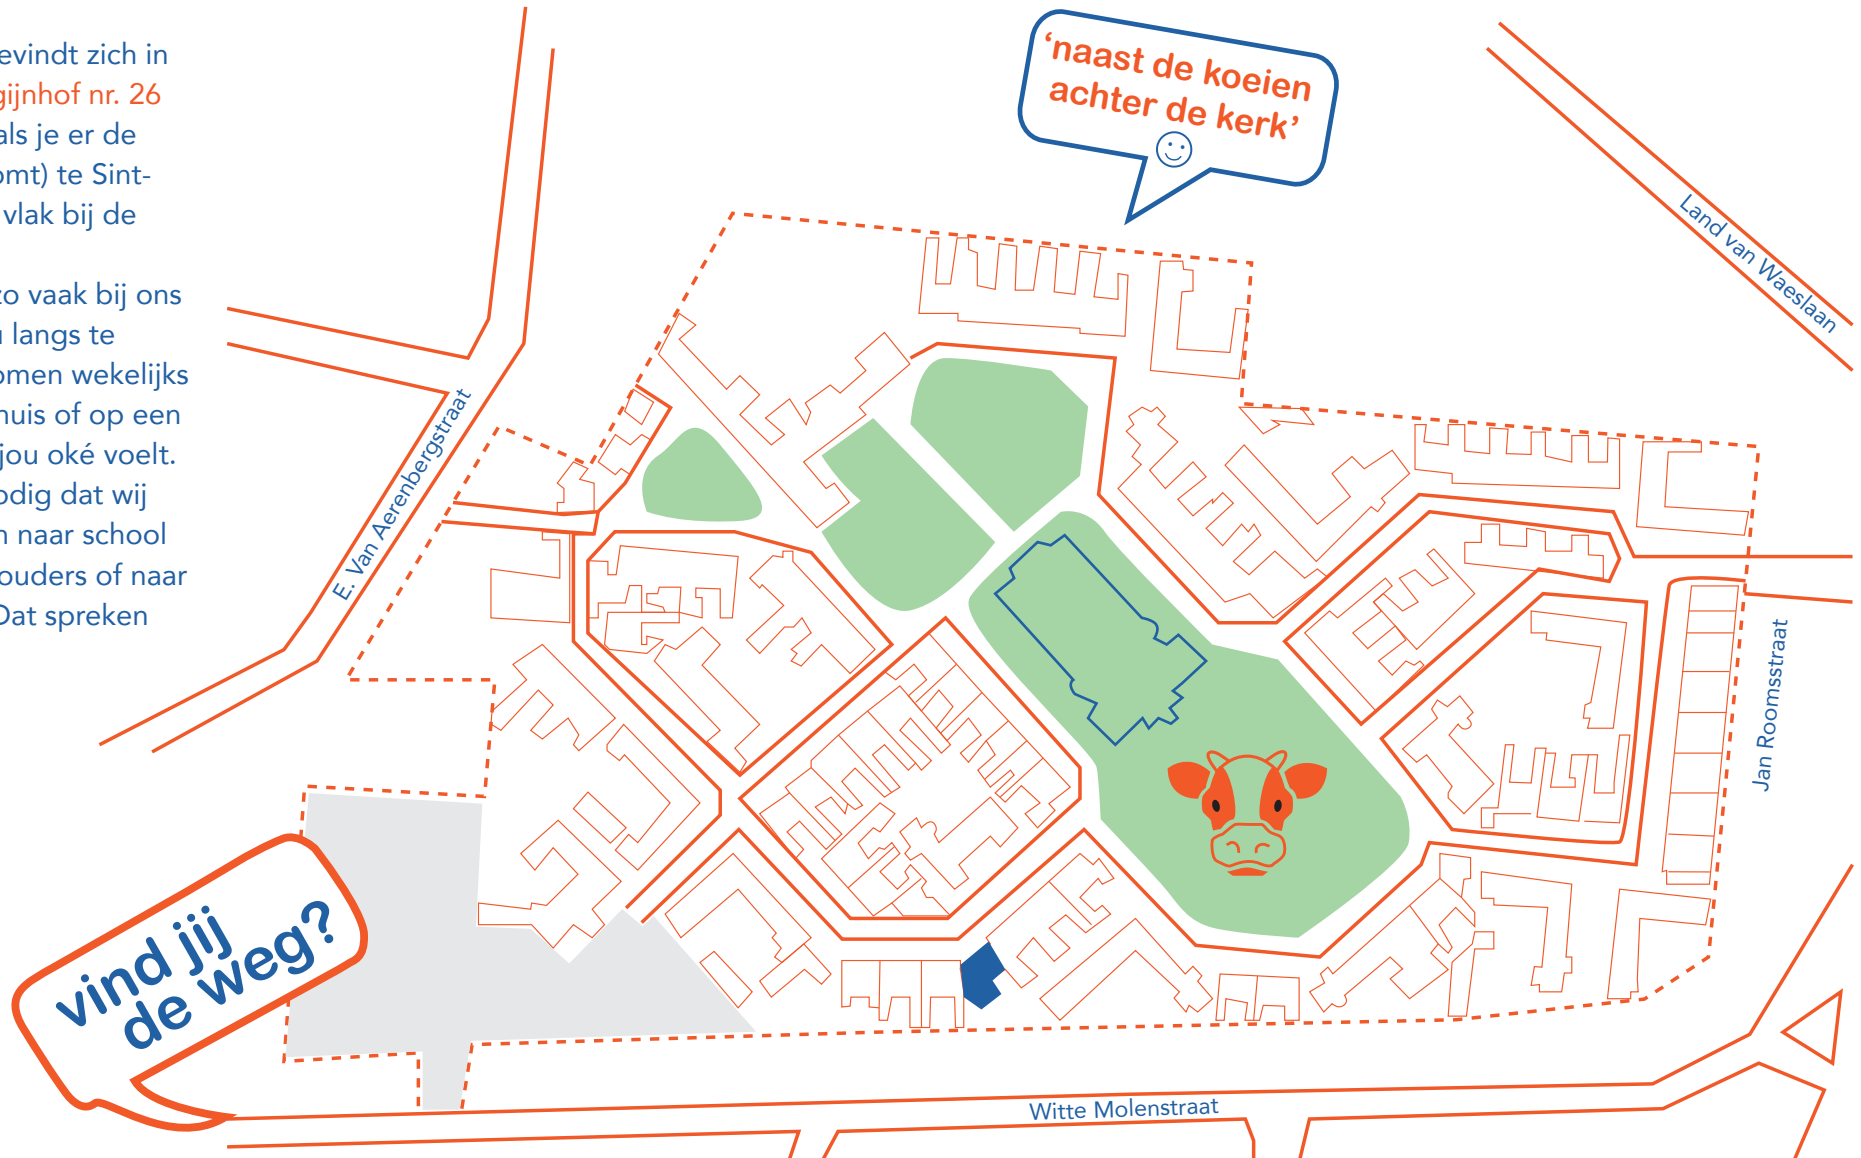 evindt zich in
gijnhof nr. 26
als je er de
omt) te Sint-
vlak bij de
zo vaak bij ons
langs te
omen wekelijks
huis of op een
jou oké voelt.
odig dat wij
n naar school
ouders of naar
Dat spreken
'naast de koeien
achter de kerk'
Land van Waeslaan
E. Van Aerenbergstraat
Jan Roomsstraat
vind jij
de weg?
Witte Molenstraat